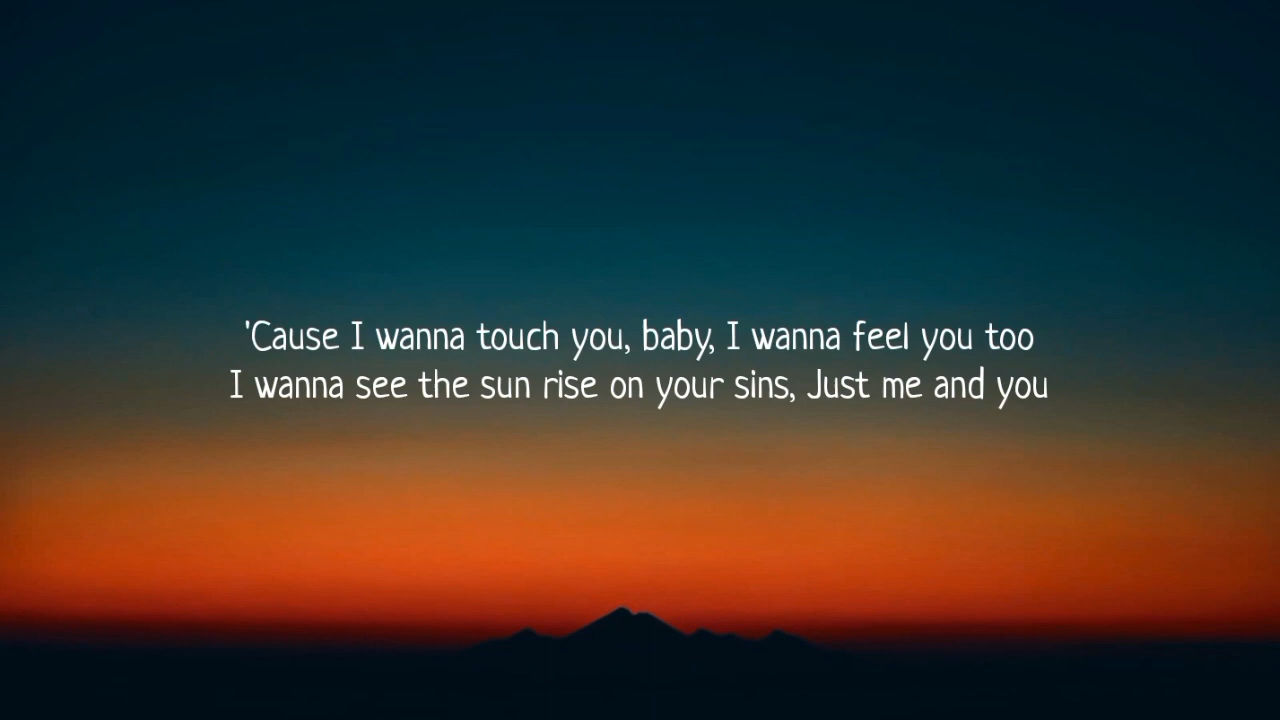 'Cause I wanna touch you, baby, I wanna feel you too
I wanna see the sun rise on your sins, Just me and you